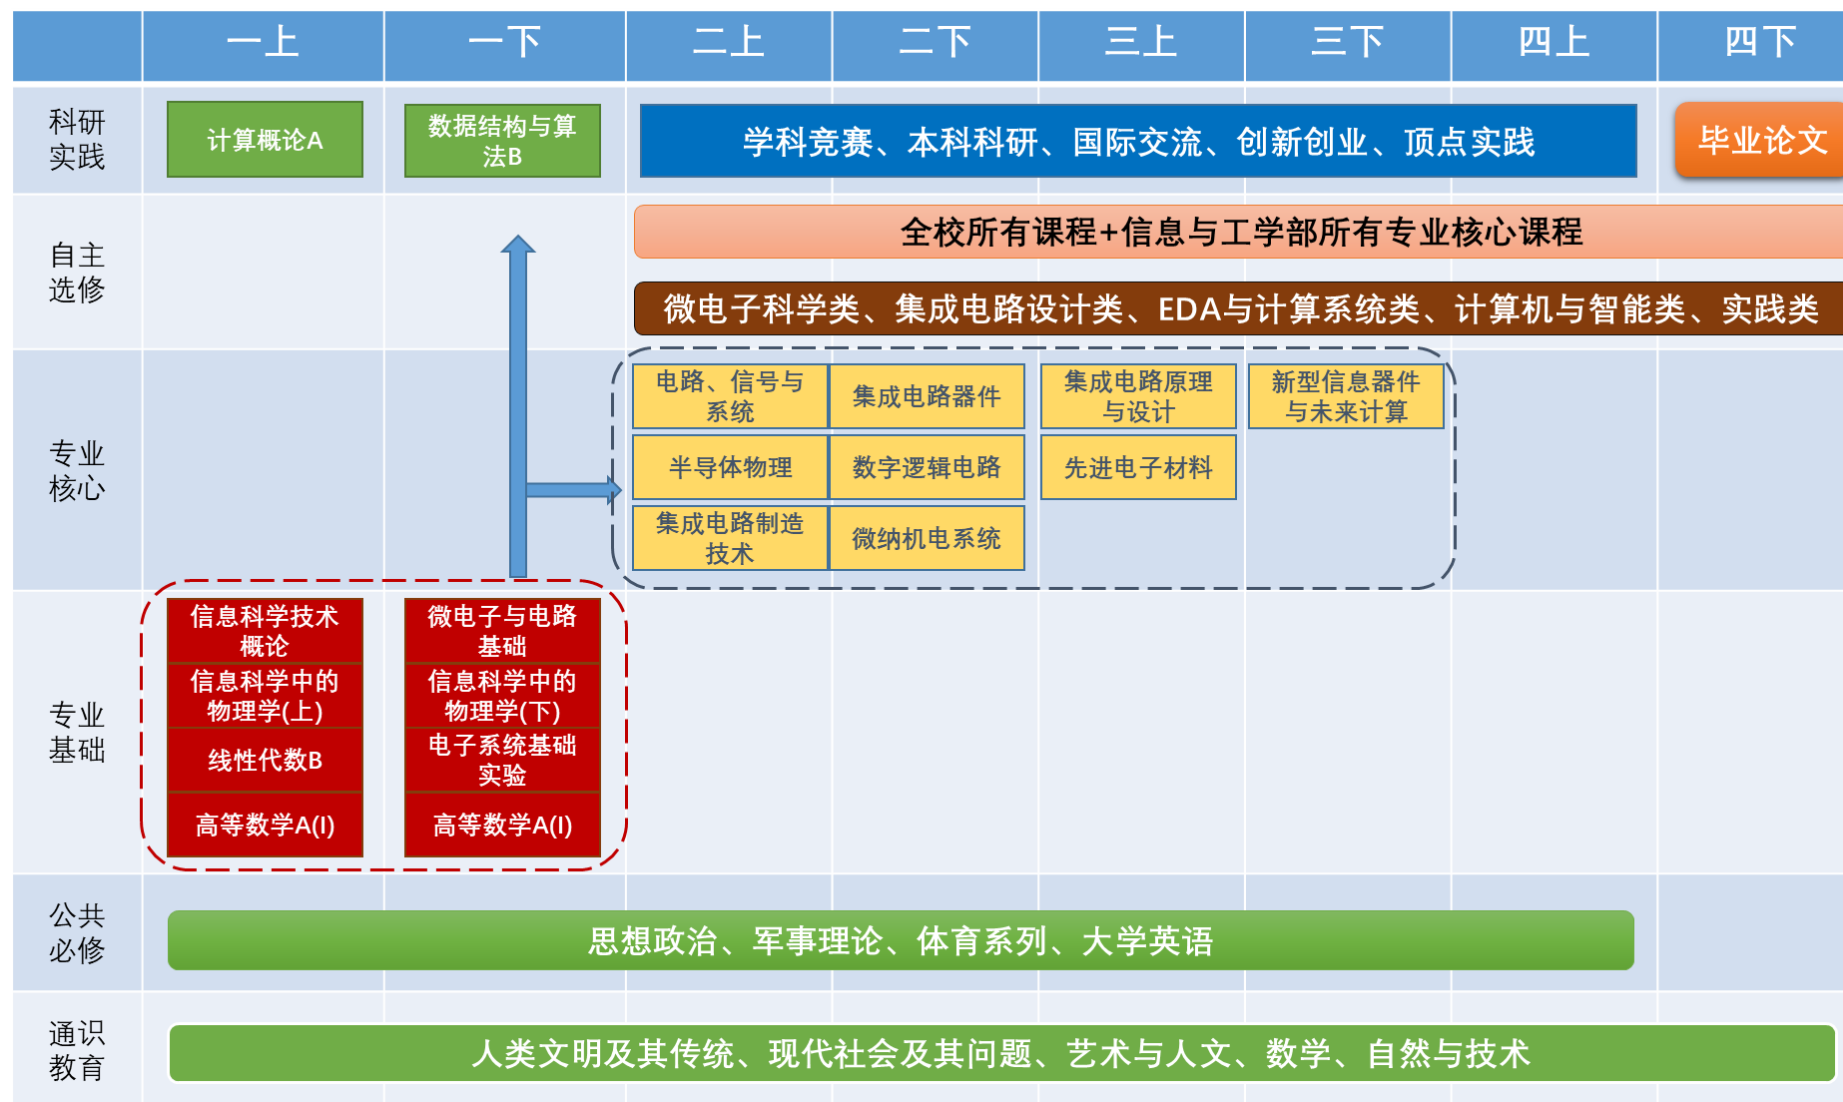 一上
一下
二上
二下
三上
三下
四上
四下
科研
实践
计算概论A
数据结构与算
法B
学科竞赛、本科科研、国际交流、创新创业、顶点实践
毕业论文
自主
选修
全校所有课程+信息与工学部所有专业核心课程
微电子科学类、集成电路设计类、EDA与计算系统类、计算机与智能类、实践类
专业
核心
电路、信号与
系统
集成电路器件
集成电路原理
与设计
新型信息器件
与未来计算
半导体物理
数字逻辑电路
先进电子材料
集成电路制造
技术
微纳机电系统
专业
基础
信息科学技术
概论
微电子与电路
基础
信息科学中的
物理学(上)
信息科学中的
物理学(下)
线性代数B
电子系统基础
实验
高等数学A(I)
高等数学A(I)
公共
必修
思想政治、军事理论、体育系列、大学英语
通识
教育
人类文明及其传统、现代社会及其问题、艺术与人文、数学、自然与技术